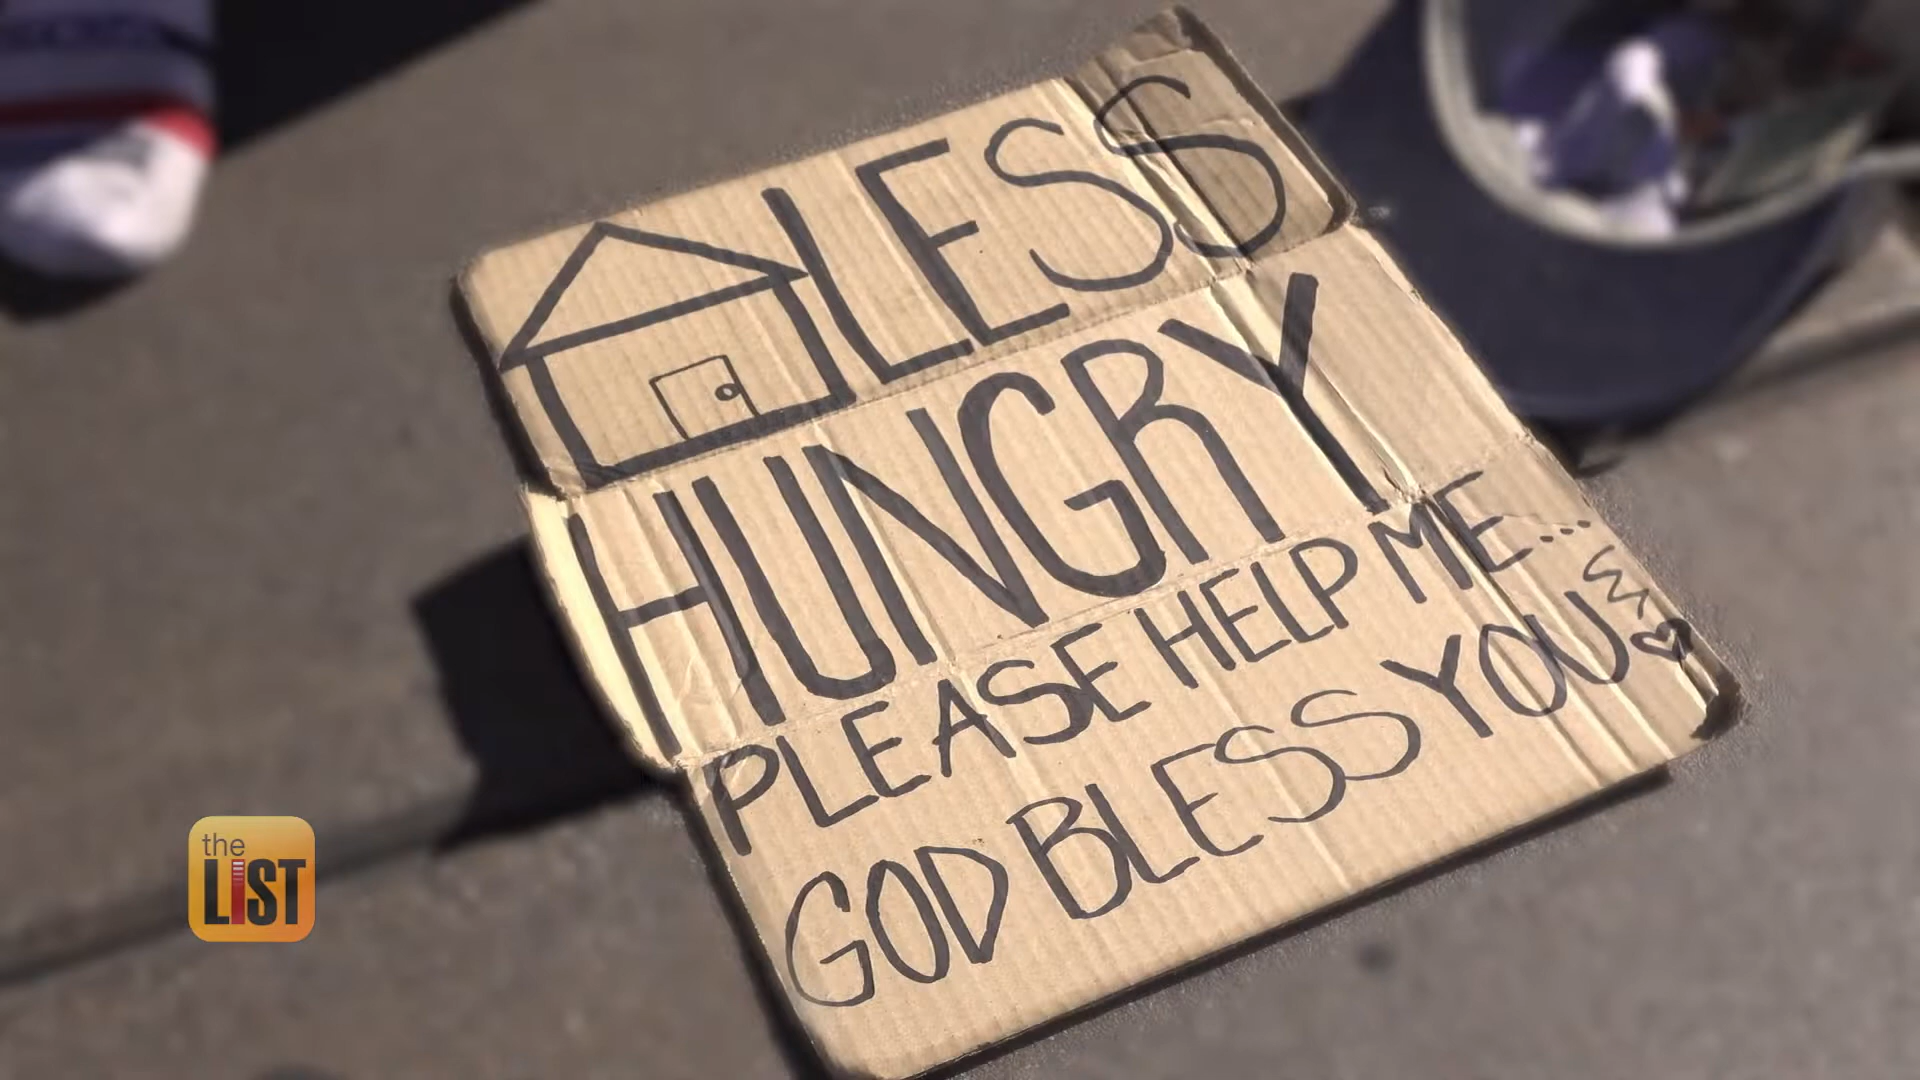 LESS
HUNGRY
PLEASE HELP ME...
GOD BLESS YOU
the
LiST